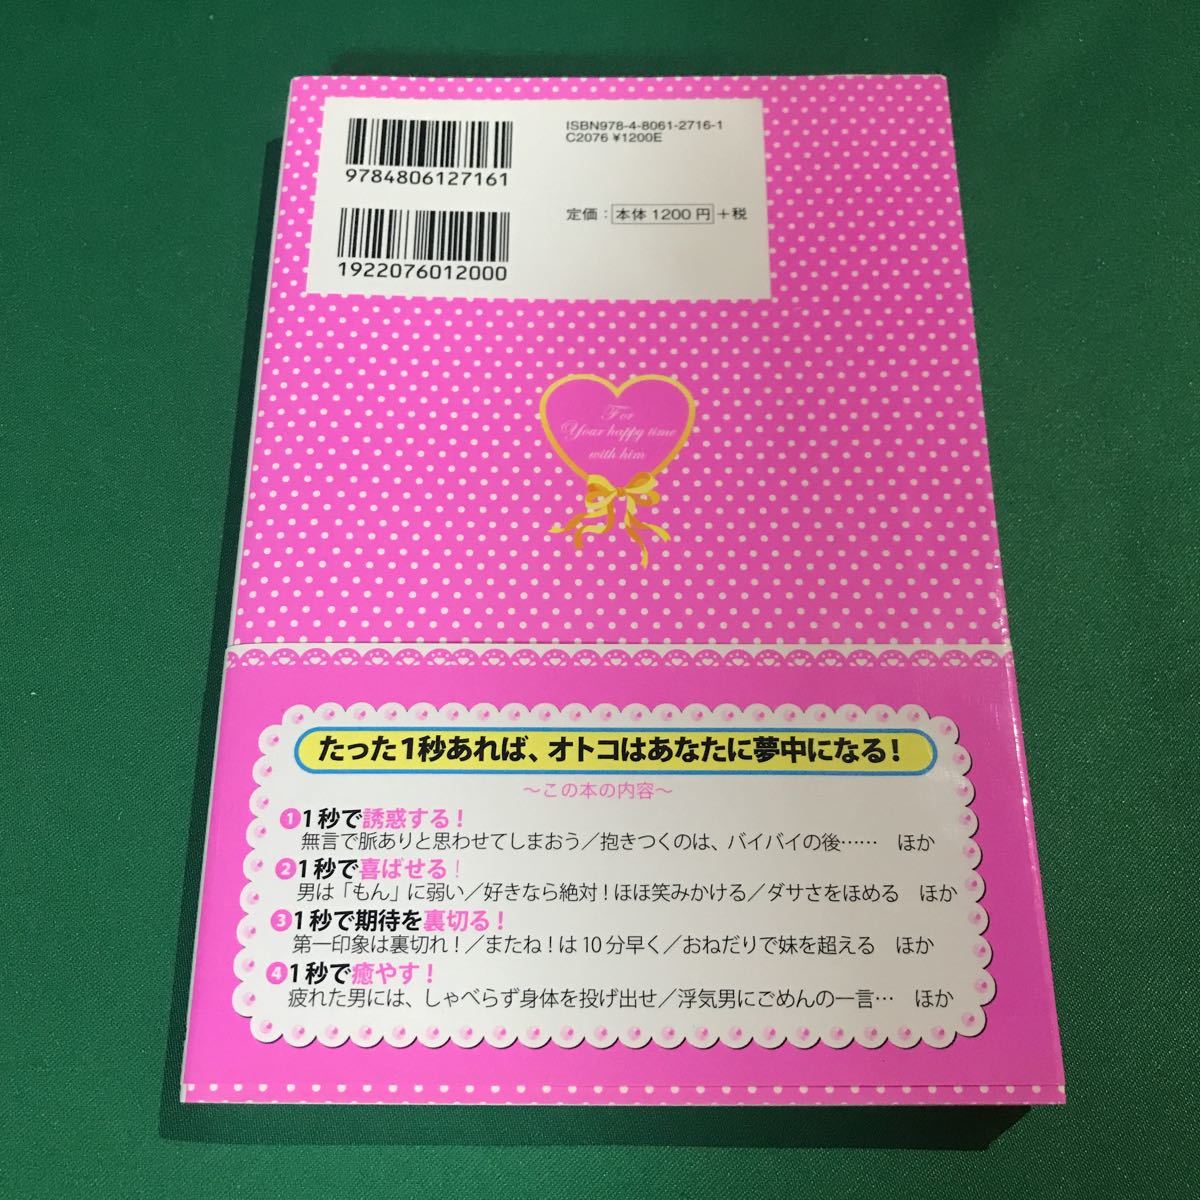 ISBN978-4-8061-2716-1
C2076 ¥1200E
9784806127161
定価：本体1200円＋税
1922076012000
For
Your happy time
with him
たった1秒あれば、オトコはあなたに夢中になる！
〜この本の内容〜
❶1秒で誘惑する！
無言で脈ありと思わせてしまおう／抱きつくのは、バイバイの後…… ほか
❷1秒で喜ばせる！
男は「もん」に弱い／好きなら絶対！ほほ笑みかける／ダサさをほめる ほか
❸1秒で期待を裏切る！
第一印象は裏切れ！／またね！は10分早く／おねだりで妹を超える ほか
❹1秒で癒やす！
疲れた男には、しゃべらず身体を投げ出せ／浮気男にごめんの一言… ほか